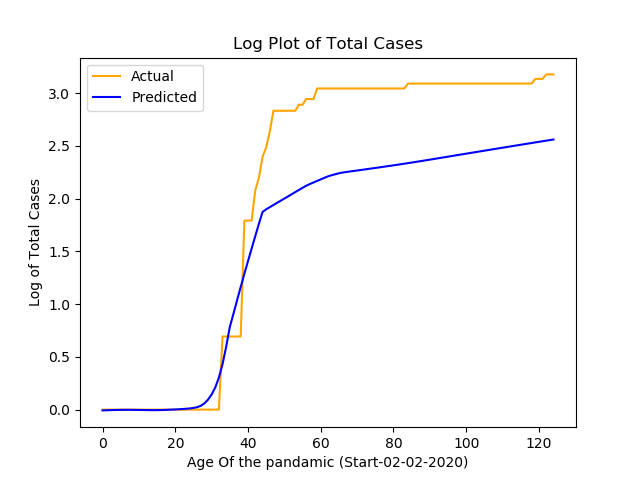 Log Plot of Total Cases
Actual
Predicted
3.0
2.5
2.0
1.5
1.0
0.5
0.0
Log of Total Cases
0 20 40 60 80 100 120
Age Of the pandamic (Start-02-02-2020)